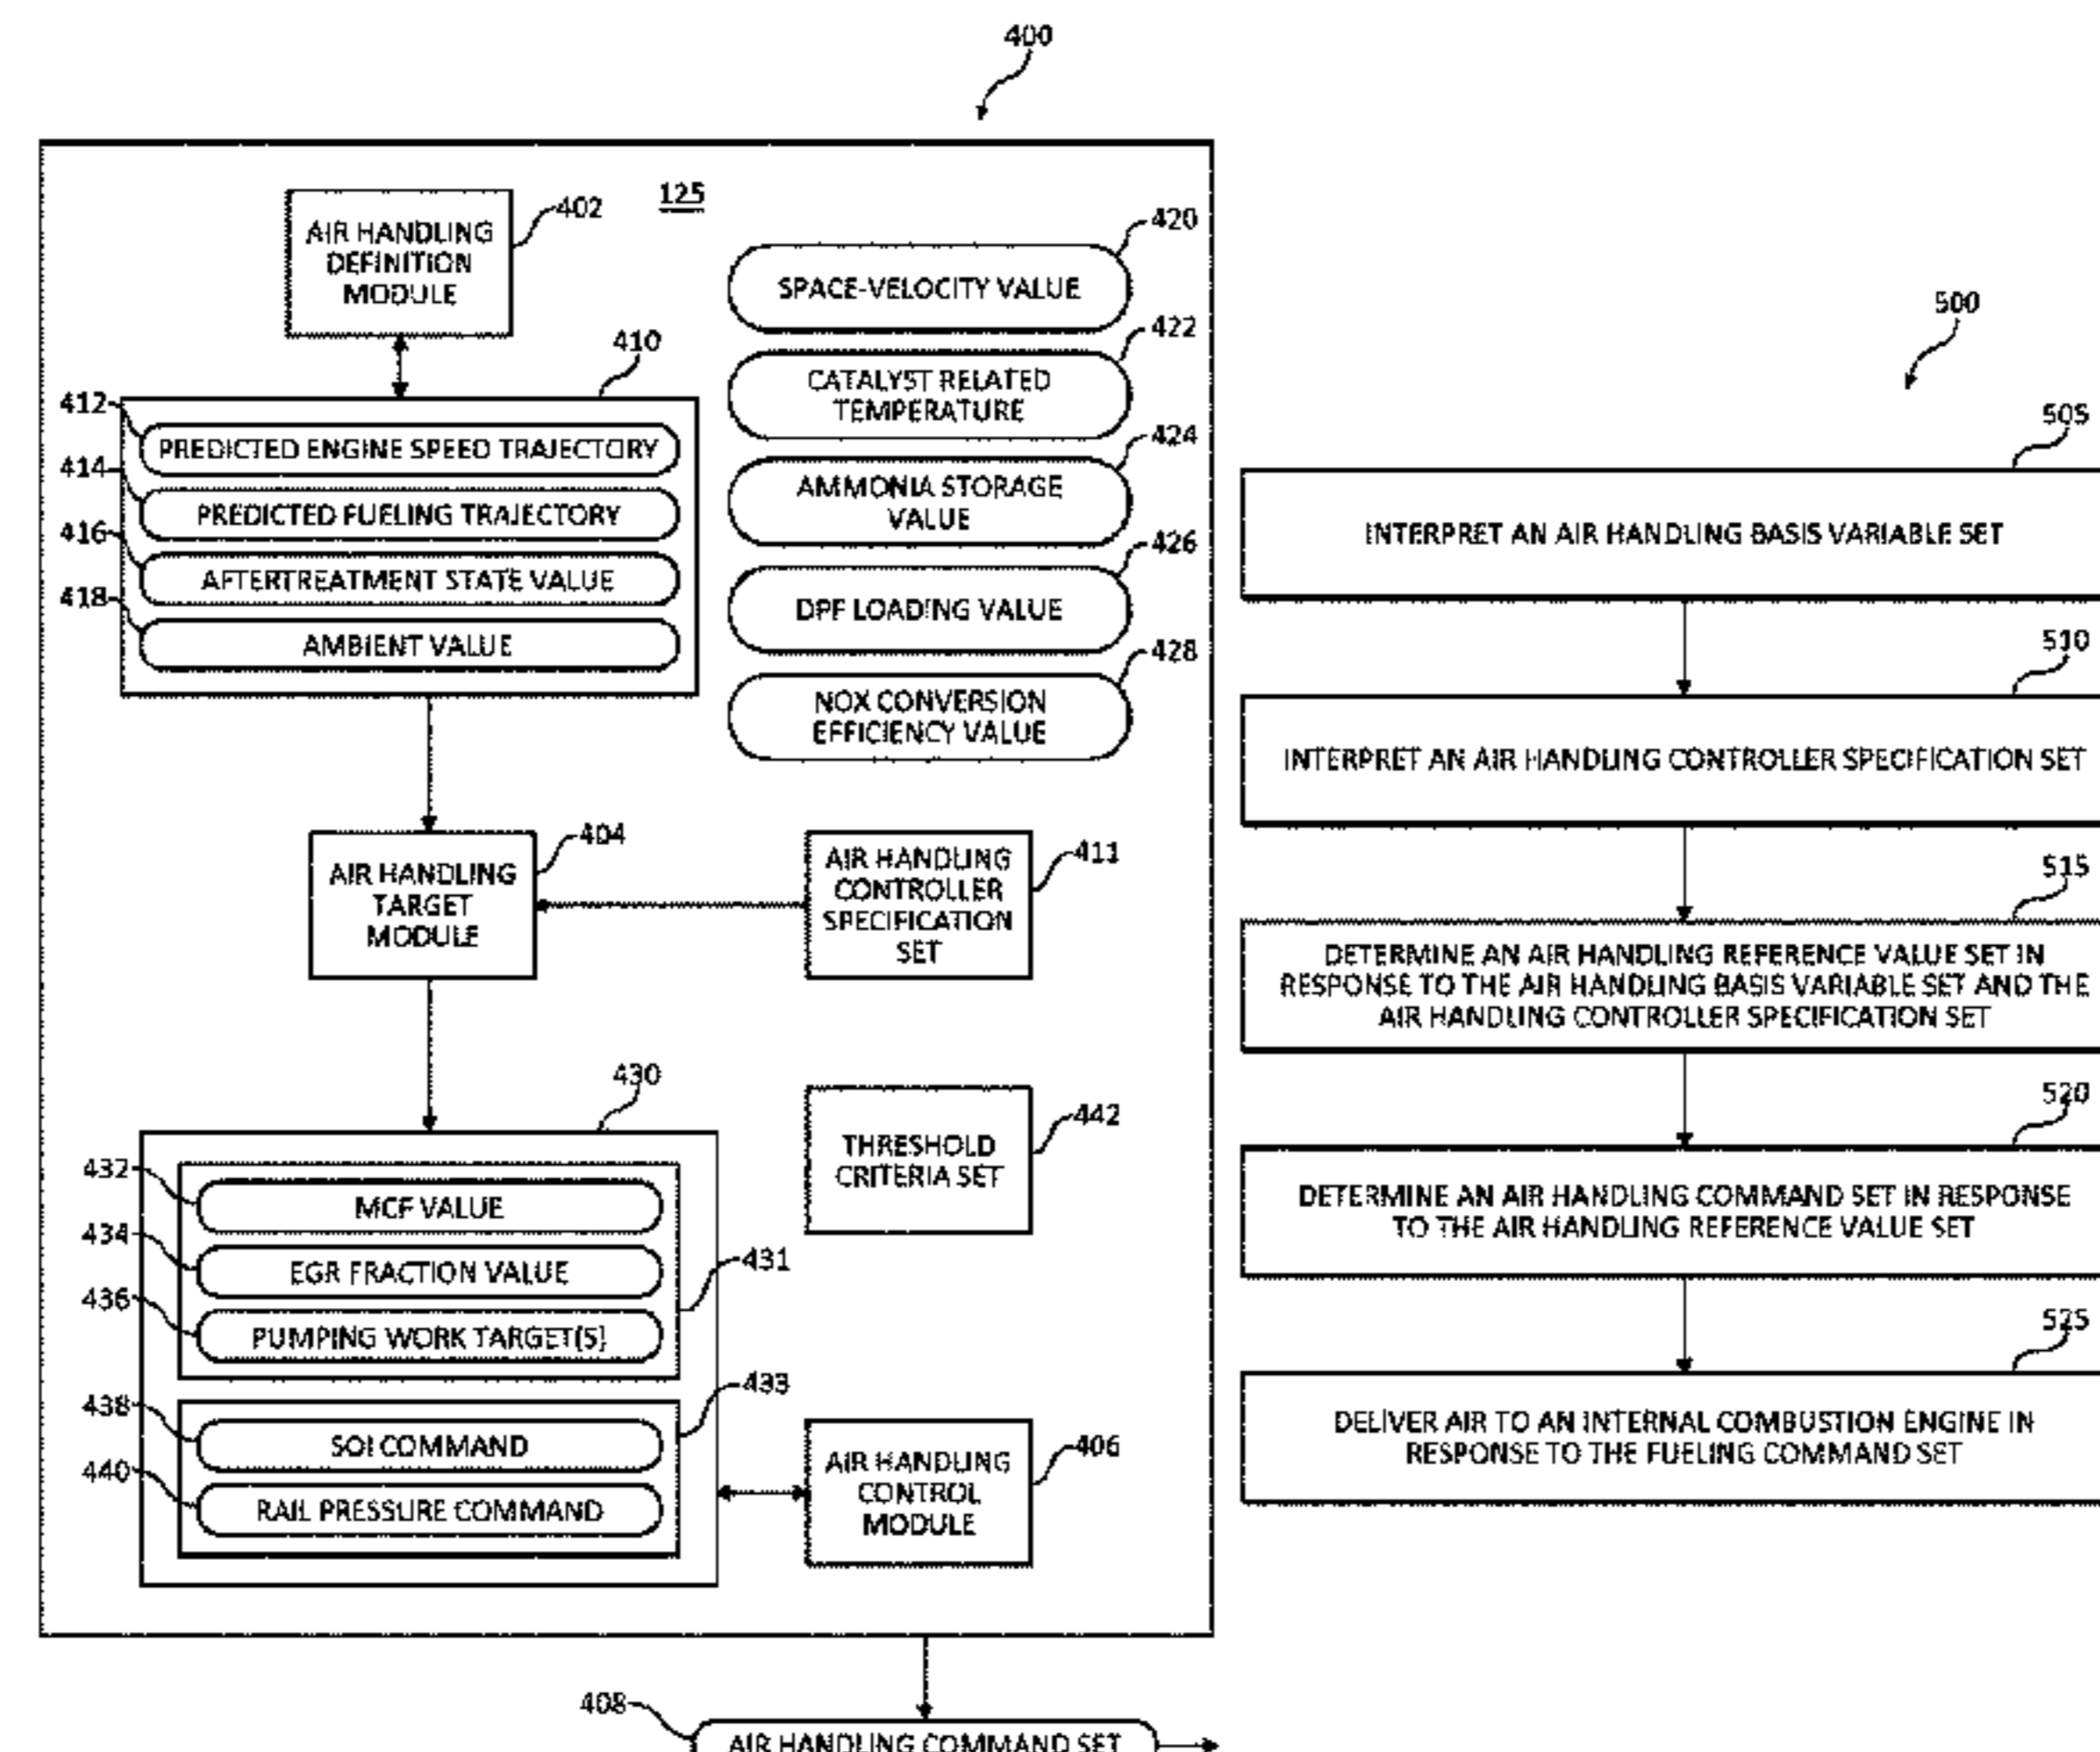 400
125
AIR HANDLING
DEFINITION
MODULE
402
410
412
PREDICTED ENGINE SPEED TRAJECTORY
414
PREDICTED FUELING TRAJECTORY
416
AFTERTREATMENT STATE VALUE
418
AMBIENT VALUE
420
SPACE-VELOCITY VALUE
422
CATALYST RELATED
TEMPERATURE
424
AMMONIA STORAGE
VALUE
426
DPF LOADING VALUE
428
NOX CONVERSION
EFFICIENCY VALUE
AIR HANDLING
TARGET
MODULE
404
AIR HANDLING
CONTROLLER
SPECIFICATION
SET
411
430
432
MCF VALUE
434
EGR FRACTION VALUE
436
PUMPING WORK TARGET(S)
431
THRESHOLD
CRITERIA SET
442
433
438
SOI COMMAND
440
RAIL PRESSURE COMMAND
AIR HANDLING
CONTROL
MODULE
406
408
AIR HANDLING COMMAND SET
500
505
INTERPRET AN AIR HANDLING BASIS VARIABLE SET
510
INTERPRET AN AIR HANDLING CONTROLLER SPECIFICATION SET
515
DETERMINE AN AIR HANDLING REFERENCE VALUE SET IN
RESPONSE TO THE AIR HANDLING BASIS VARIABLE SET AND THE
AIR HANDLING CONTROLLER SPECIFICATION SET
520
DETERMINE AN AIR HANDLING COMMAND SET IN RESPONSE
TO THE AIR HANDLING REFERENCE VALUE SET
525
DELIVER AIR TO AN INTERNAL COMBUSTION ENGINE IN
RESPONSE TO THE FUELING COMMAND SET